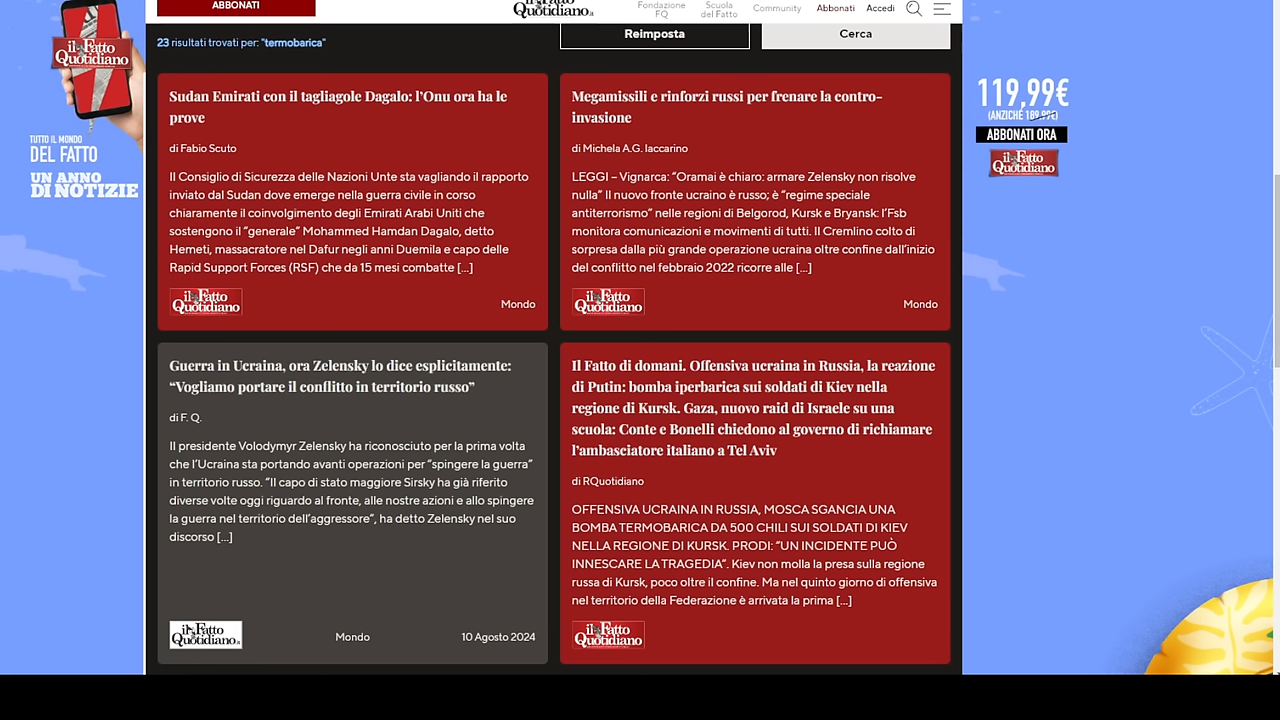 ABBONATI
Quotidiano.it
Fondazione
FQ
Scuola
del Fatto
Community
Abbonati
Accedi
23 risultati trovati per: "termobarica"
Reimposta
Cerca
il Fatto
Quotidiano
TUTTO IL MONDO
DEL FATTO
UN ANNO
DI NOTIZIE
119,99€
(ANZICHÉ 189,99€)
ABBONATI ORA
il Fatto
Quotidiano
Sudan Emirati con il tagliagole Dagalo: l’Onu ora ha le
prove
di Fabio Scuto
Il Consiglio di Sicurezza delle Nazioni Unte sta vagliando il rapporto
inviato dal Sudan dove emerge nella guerra civile in corso
chiaramente il coinvolgimento degli Emirati Arabi Uniti che
sostengono il “generale” Mohammed Hamdan Dagalo, detto
Hemeti, massacratore nel Dafur negli anni Duemila e capo delle
Rapid Support Forces (RSF) che da 15 mesi combatte [...]
il Fatto
Quotidiano
Mondo
Megamissili e rinforzi russi per frenare la contro-
invasione
di Michela A.G. Iaccarino
LEGGI – Vignarca: “Oramai è chiaro: armare Zelensky non risolve
nulla” Il nuovo fronte ucraino è russo; è “regime speciale
antiterrorismo” nelle regioni di Belgorod, Kursk e Bryansk: l’Fsb
monitora comunicazioni e movimenti di tutti. Il Cremlino colto di
sorpresa dalla più grande operazione ucraina oltre confine dall’inizio
del conflitto nel febbraio 2022 ricorre alle [...]
il Fatto
Quotidiano
Mondo
Guerra in Ucraina, ora Zelensky lo dice esplicitamente:
“Vogliamo portare il conflitto in territorio russo”
di F. Q.
Il presidente Volodymyr Zelensky ha riconosciuto per la prima volta
che l’Ucraina sta portando avanti operazioni per “spingere la guerra”
in territorio russo. “Il capo di stato maggiore Sirsky ha già riferito
diverse volte oggi riguardo al fronte, alle nostre azioni e allo spingere
la guerra nel territorio dell’aggressore”, ha detto Zelensky nel suo
discorso [...]
il Fatto
Quotidiano.it
Mondo
10 Agosto 2024
Il Fatto di domani. Offensiva ucraina in Russia, la reazione
di Putin: bomba iperbarica sui soldati di Kiev nella
regione di Kursk. Gaza, nuovo raid di Israele su una
scuola: Conte e Bonelli chiedono al governo di richiamare
l’ambasciatore italiano a Tel Aviv
di RQuotidiano
OFFENSIVA UCRAINA IN RUSSIA, MOSCA SGANCIA UNA
BOMBA TERMOBARICA DA 500 CHILI SUI SOLDATI DI KIEV
NELLA REGIONE DI KURSK. PRODI: “UN INCIDENTE PUÒ
INNESCARE LA TRAGEDIA”. Kiev non molla la presa sulla regione
russa di Kursk, poco oltre il confine. Ma nel quinto giorno di offensiva
nel territorio della Federazione è arrivata la prima [...]
il Fatto
Quotidiano